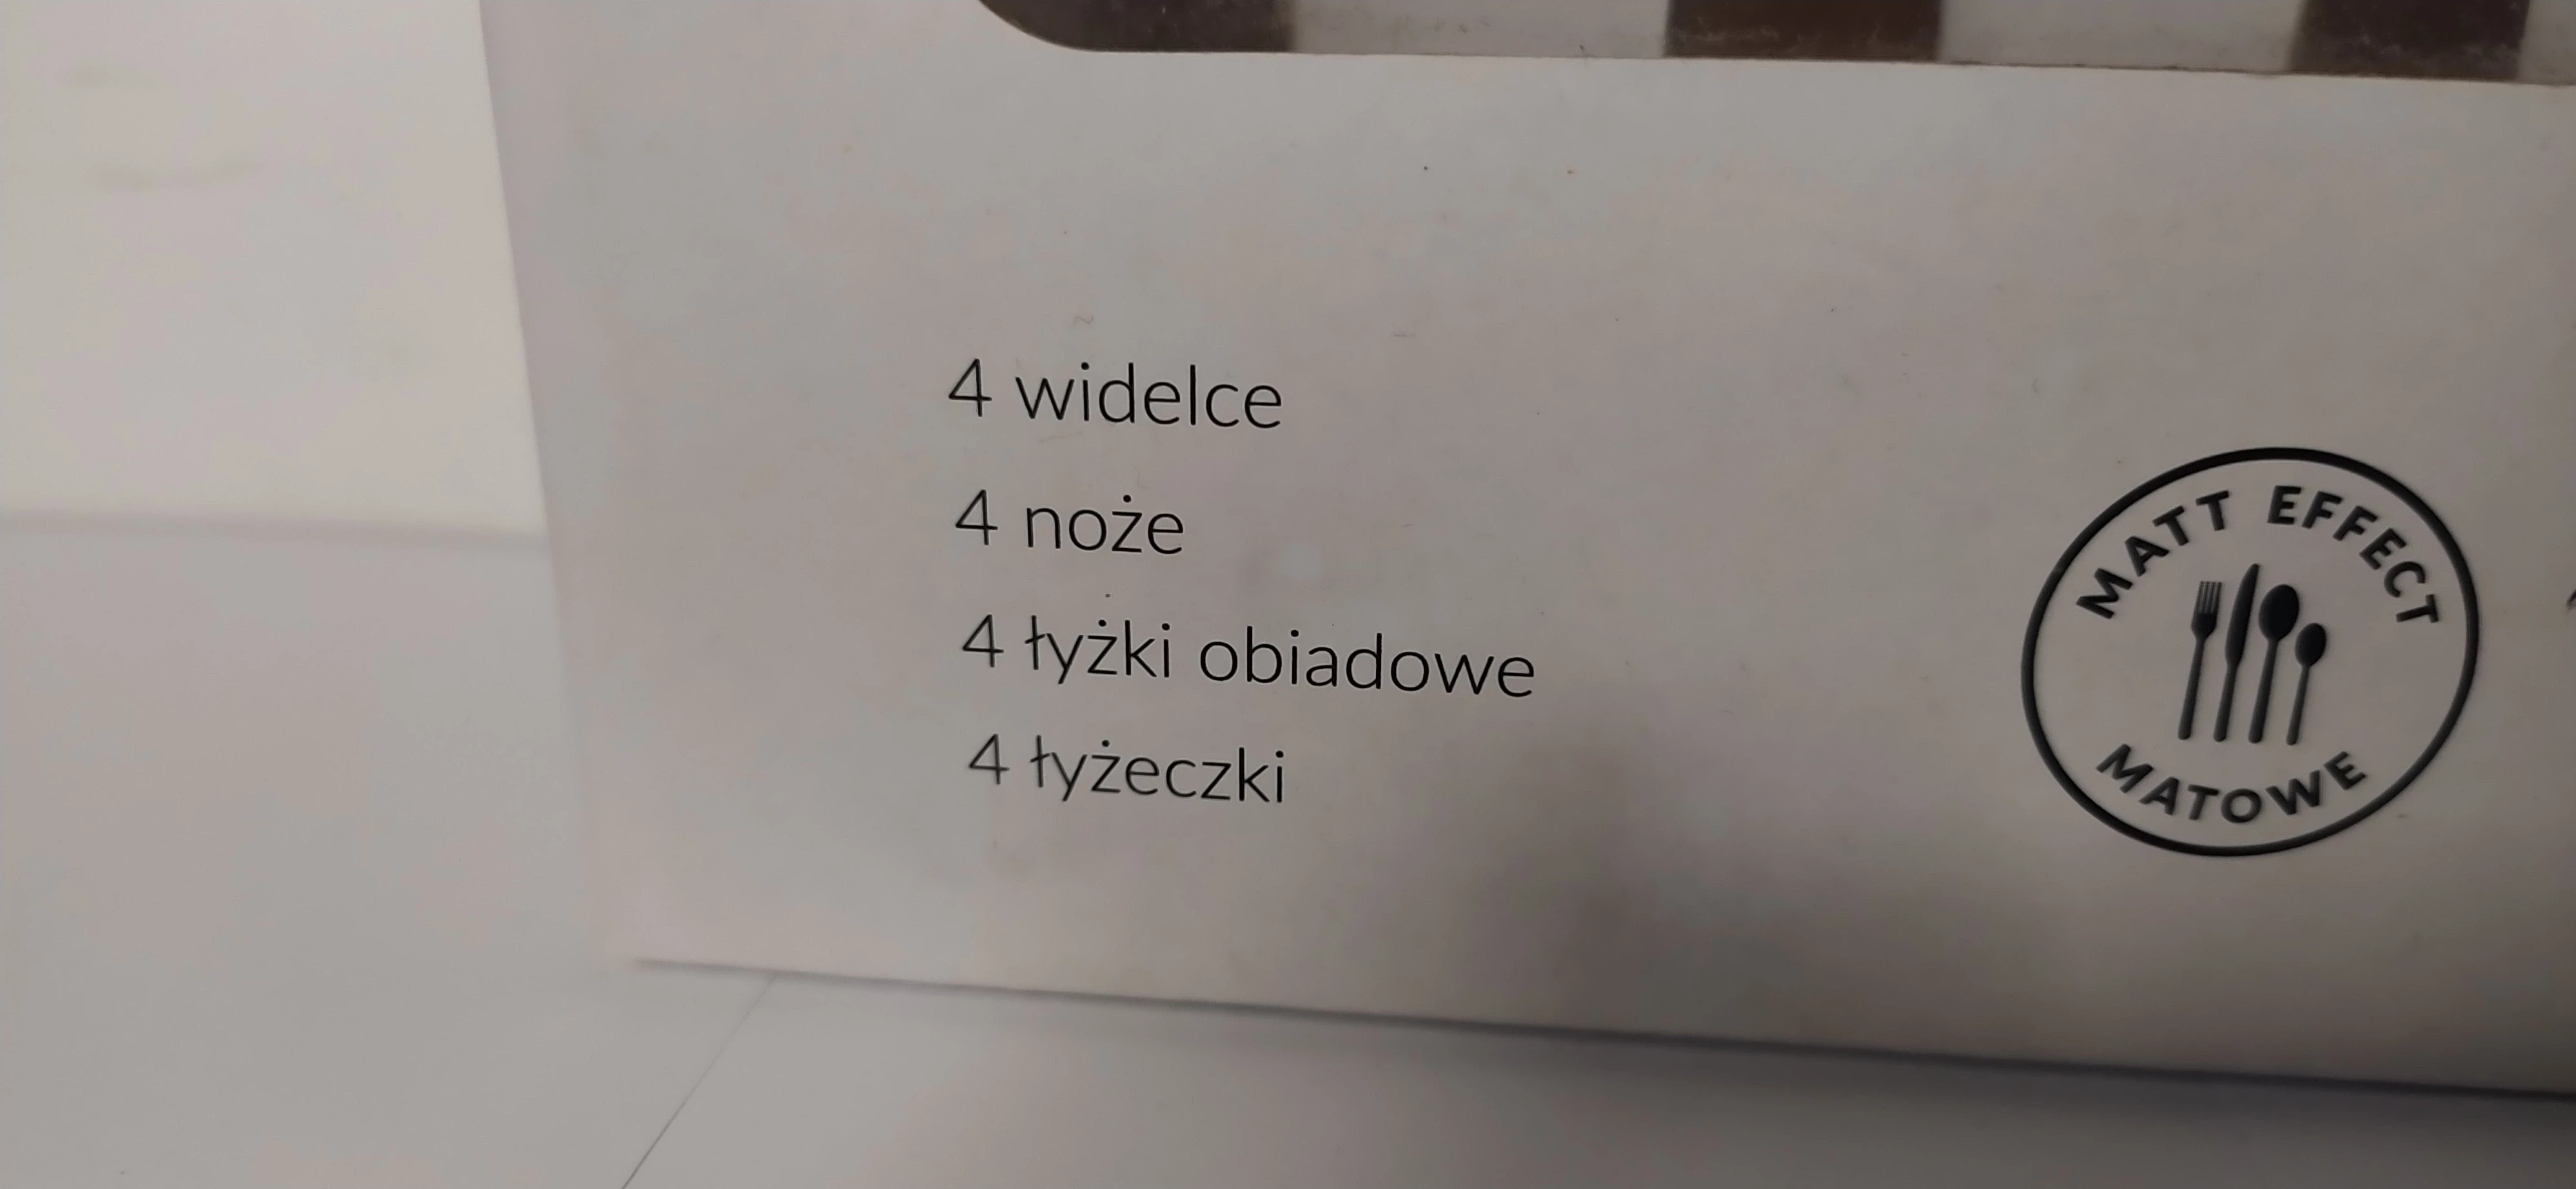 4 widelce
4 noże
4 łyżki obiadowe
4 łyżeczki
MATT EFFECT
MATOWE